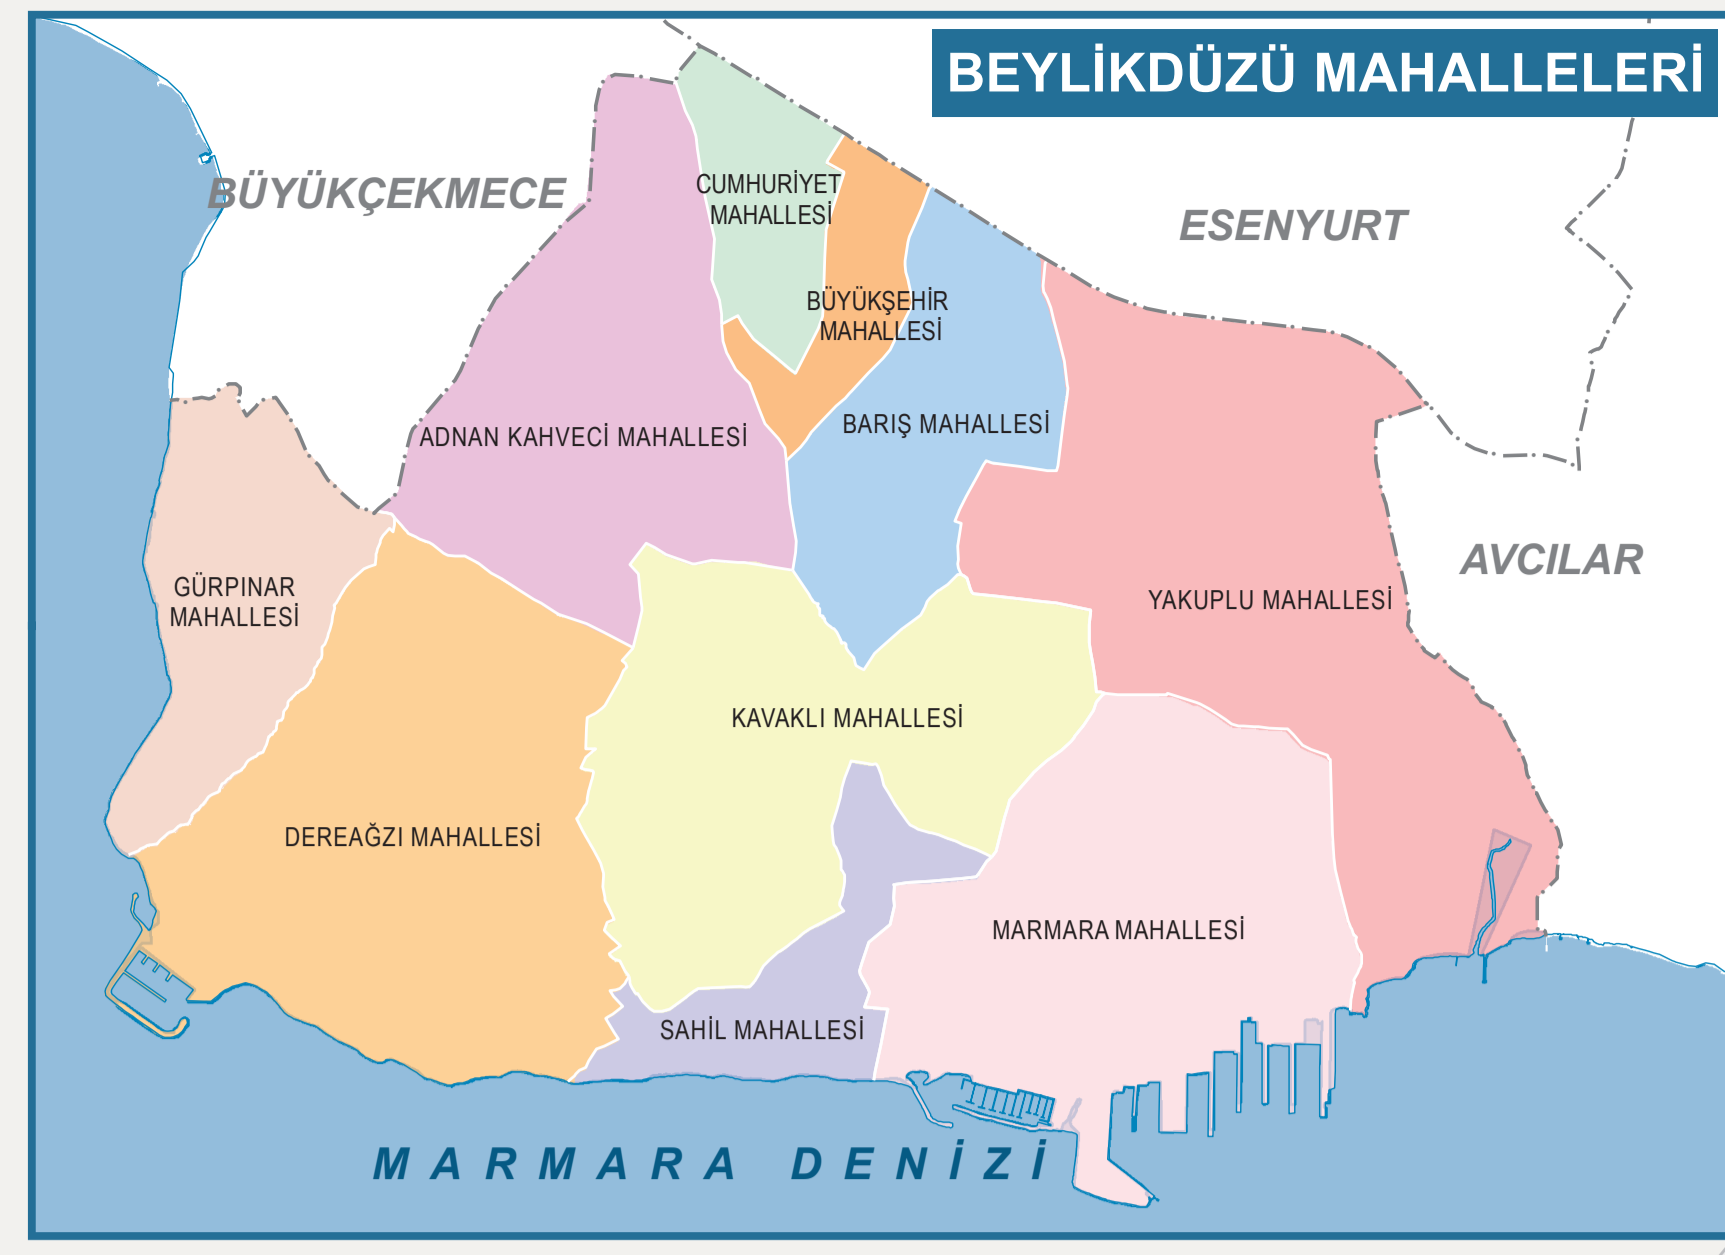 BEYLİKDÜZÜ MAHALLELERİ
BÜYÜKÇEKMECE
CUMHURİYET
MAHALLESİ
ESENYURT
BÜYÜKŞEHİR
MAHALLESİ
ADNAN KAHVECİ MAHALLESİ
BARIŞ MAHALLESİ
AVCILAR
GÜRPINAR
MAHALLESİ
YAKUPLU MAHALLESİ
KAVAKLI MAHALLESİ
DEREAĞZI MAHALLESİ
MARMARA MAHALLESİ
SAHİL MAHALLESİ
MARMARA DENİZİ